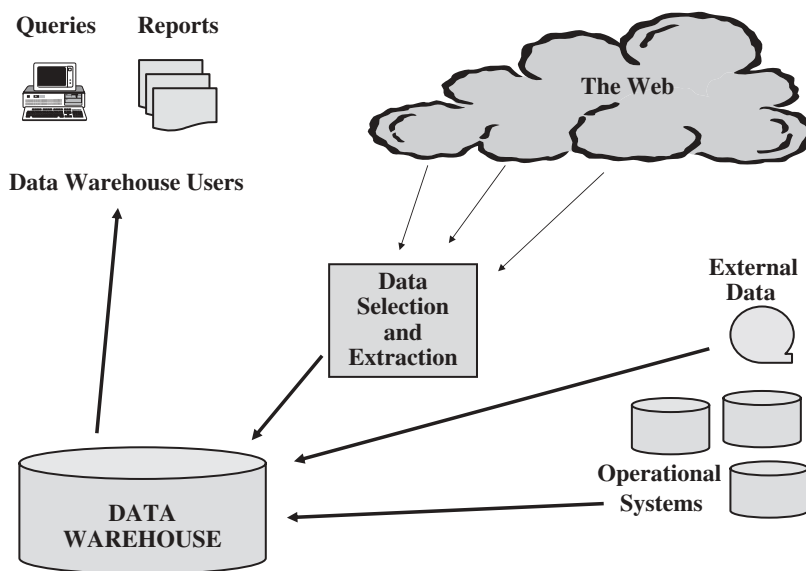 Queries Reports
The Web
Data Warehouse Users
Data
Selection
and
Extraction
External
Data
Operational
Systems
DATA
WAREHOUSE